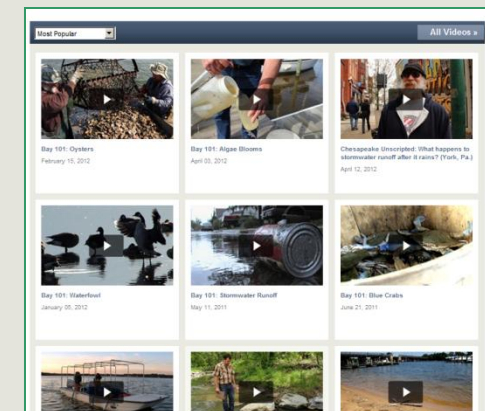 Most Popular
All Videos »
Bay 101: Oysters
February 15, 2012
Bay 101: Algae Blooms
April 03, 2012
Chesapeake Unscripted: What happens to
stormwater runoff after it rains? (York, Pa.)
April 12, 2012
Bay 101: Waterfowl
January 05, 2012
Bay 101: Stormwater Runoff
May 11, 2011
Bay 101: Blue Crabs
June 21, 2011